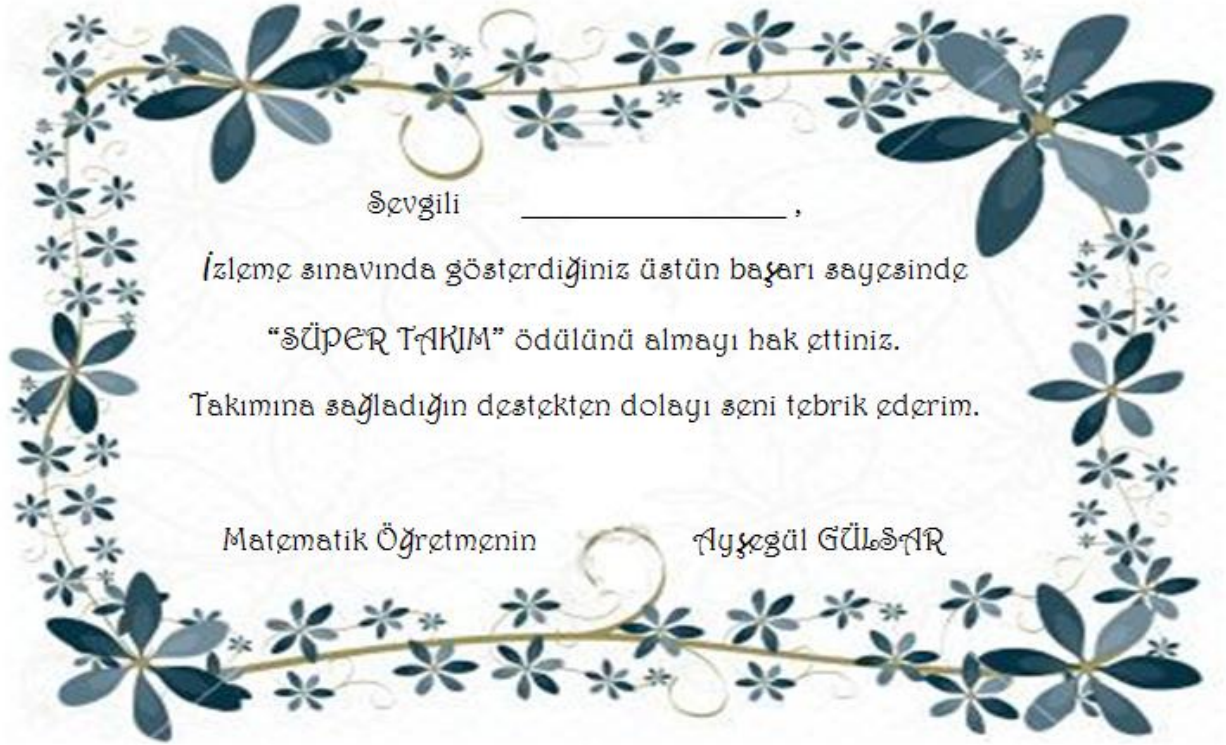 Sevgili _________________ ,
İzleme sınavında gösterdiğiniz üstün başarı sayesinde
“SÜPER TAKIM” ödülünü almayı hak ettiniz.
Takımına sağladığın destekten dolayı seni tebrik ederim.
Matematik Öğretmenin Ayşegül GÜLSAR